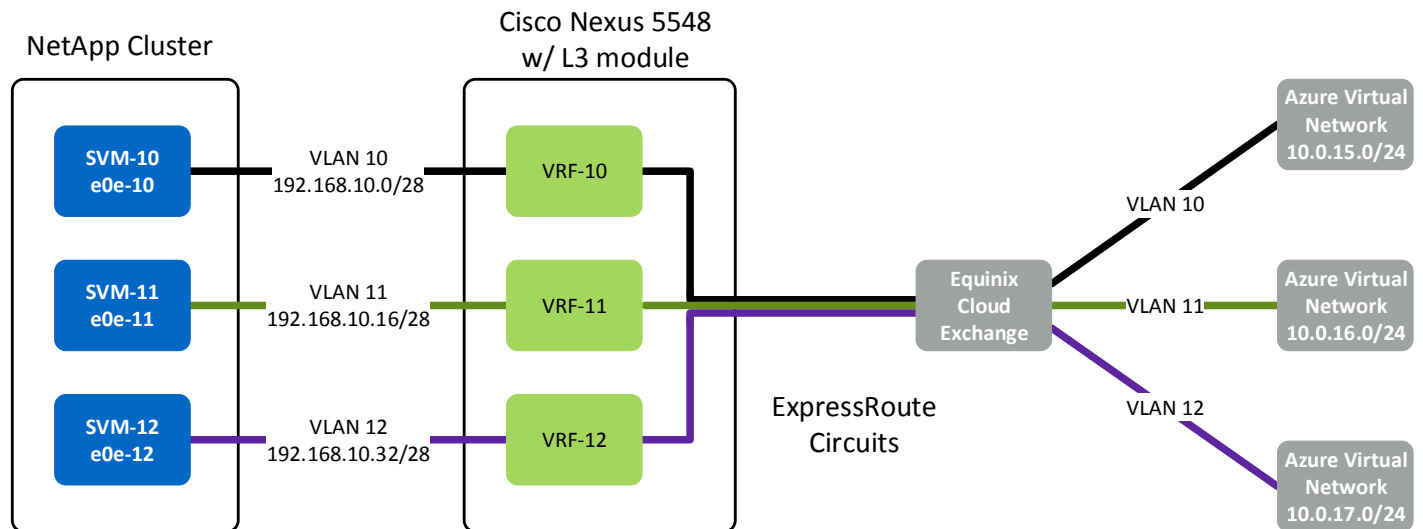 NetApp Cluster
Cisco Nexus 5548
w/ L3 module
SVM-10
e0e-10
VLAN 10
192.168.10.0/28
VRF-10
SVM-11
e0e-11
VLAN 11
192.168.10.16/28
VRF-11
SVM-12
e0e-12
VLAN 12
192.168.10.32/28
VRF-12
Equinix
Cloud
Exchange
ExpressRoute
Circuits
VLAN 10
VLAN 11
VLAN 12
Azure Virtual
Network
10.0.15.0/24
Azure Virtual
Network
10.0.16.0/24
Azure Virtual
Network
10.0.17.0/24